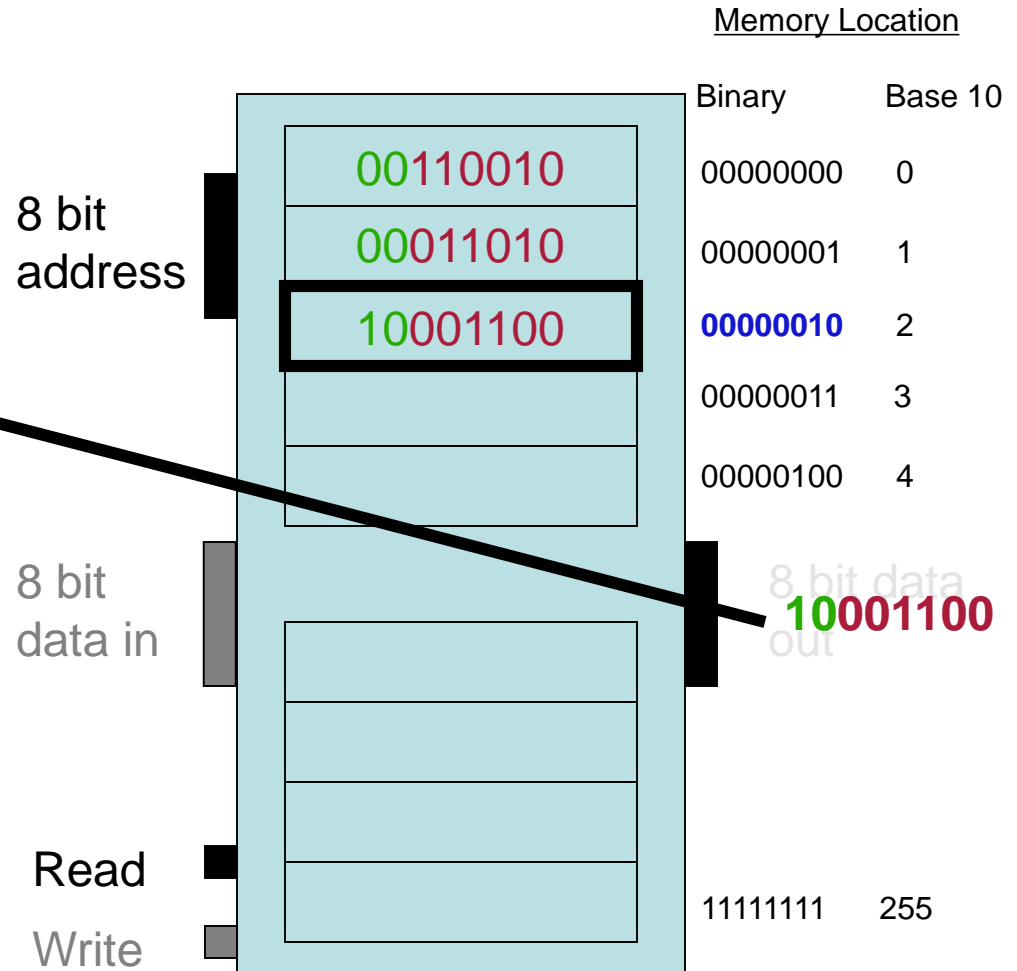 Memory Location
Binary Base 10
00110010 00000000 0
8 bit
address
00011010 00000001 1
10001100 00000010 2
00000011 3
00000100 4
8 bit
data in
8 bit data
out
10001100
Read
11111111 255
Write